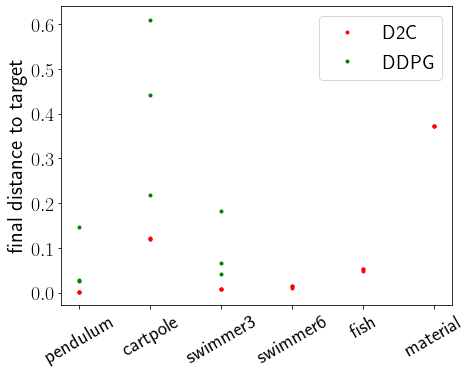 D2C
DDPG
final distance to target
0.6
0.5
0.4
0.3
0.2
0.1
0.0
pendulum
cartpole
swimmer3
swimmer6
fish
material